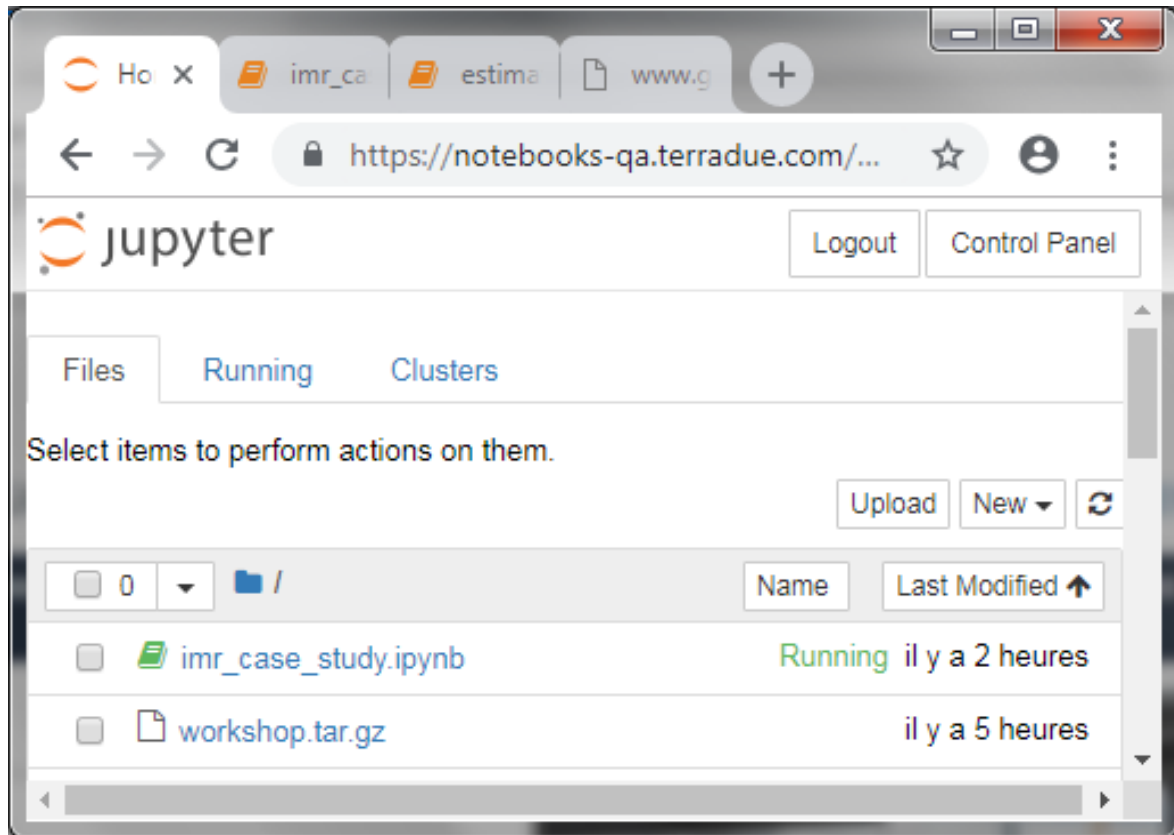 Ho imr_ca estima www.g
https://notebooks-qa.terradue.com/...
jupyter Logout Control Panel
Files Running Clusters
Select items to perform actions on them.
Upload New
0 / Name Last Modified
imr_case_study.ipynb Running il y a 2 heures
workshop.tar.gz il y a 5 heures